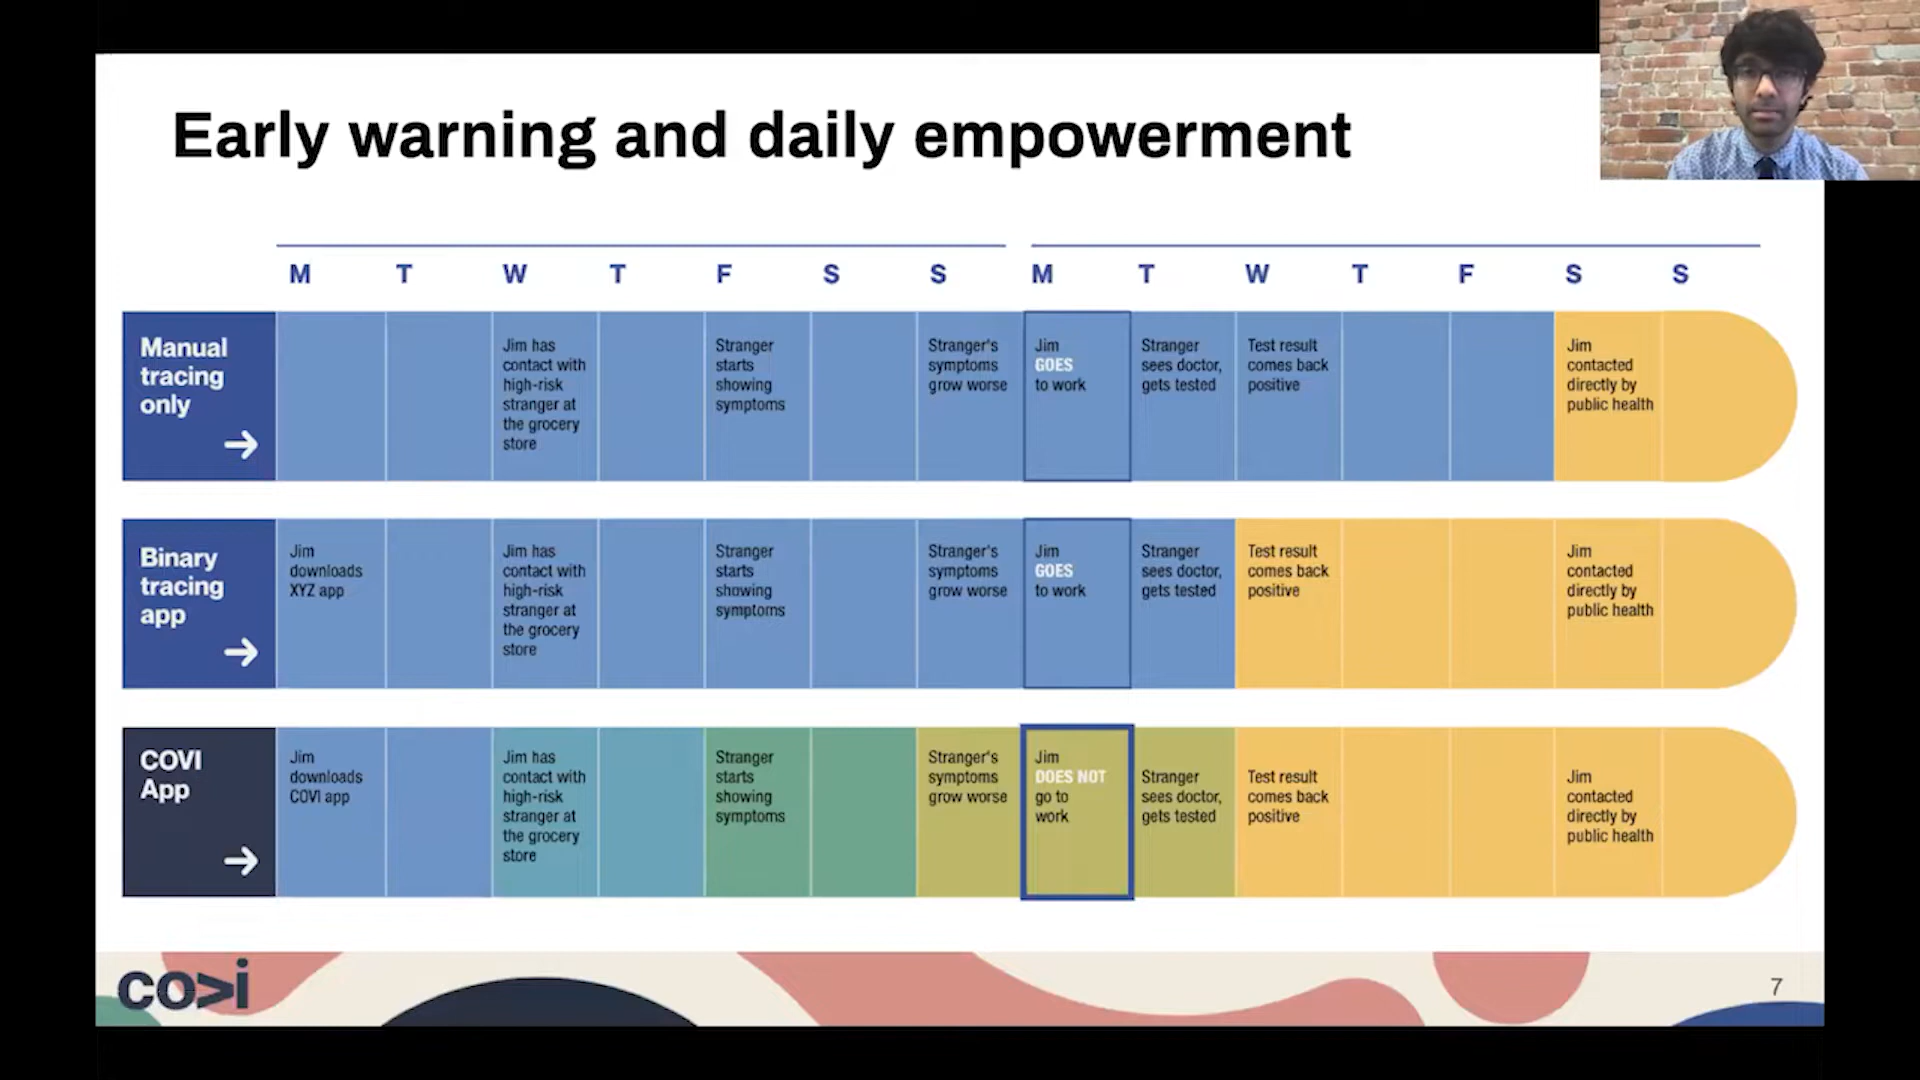 Early warning and daily empowerment
M T W T F S S M T W T F S S
Manual
tracing
only
Jim has
contact with
high-risk
stranger at
the grocery
store
Stranger
starts
showing
symptoms
Stranger's
symptoms
grow worse
Jim
GOES
to work
Stranger
sees doctor,
gets tested
Test result
comes back
positive
Jim
contacted
directly by
public health
Binary
tracing
app
Jim
downloads
XYZ app
Jim has
contact with
high-risk
stranger at
the grocery
store
Stranger
starts
showing
symptoms
Stranger's
symptoms
grow worse
Jim
GOES
to work
Stranger
sees doctor,
gets tested
Test result
comes back
positive
Jim
contacted
directly by
public health
COVI
App
Jim
downloads
COVI app
Jim has
contact with
high-risk
stranger at
the grocery
store
Stranger
starts
showing
symptoms
Stranger's
symptoms
grow worse
Jim
DOES NOT
go to
work
Stranger
sees doctor,
gets tested
Test result
comes back
positive
Jim
contacted
directly by
public health
covi
7